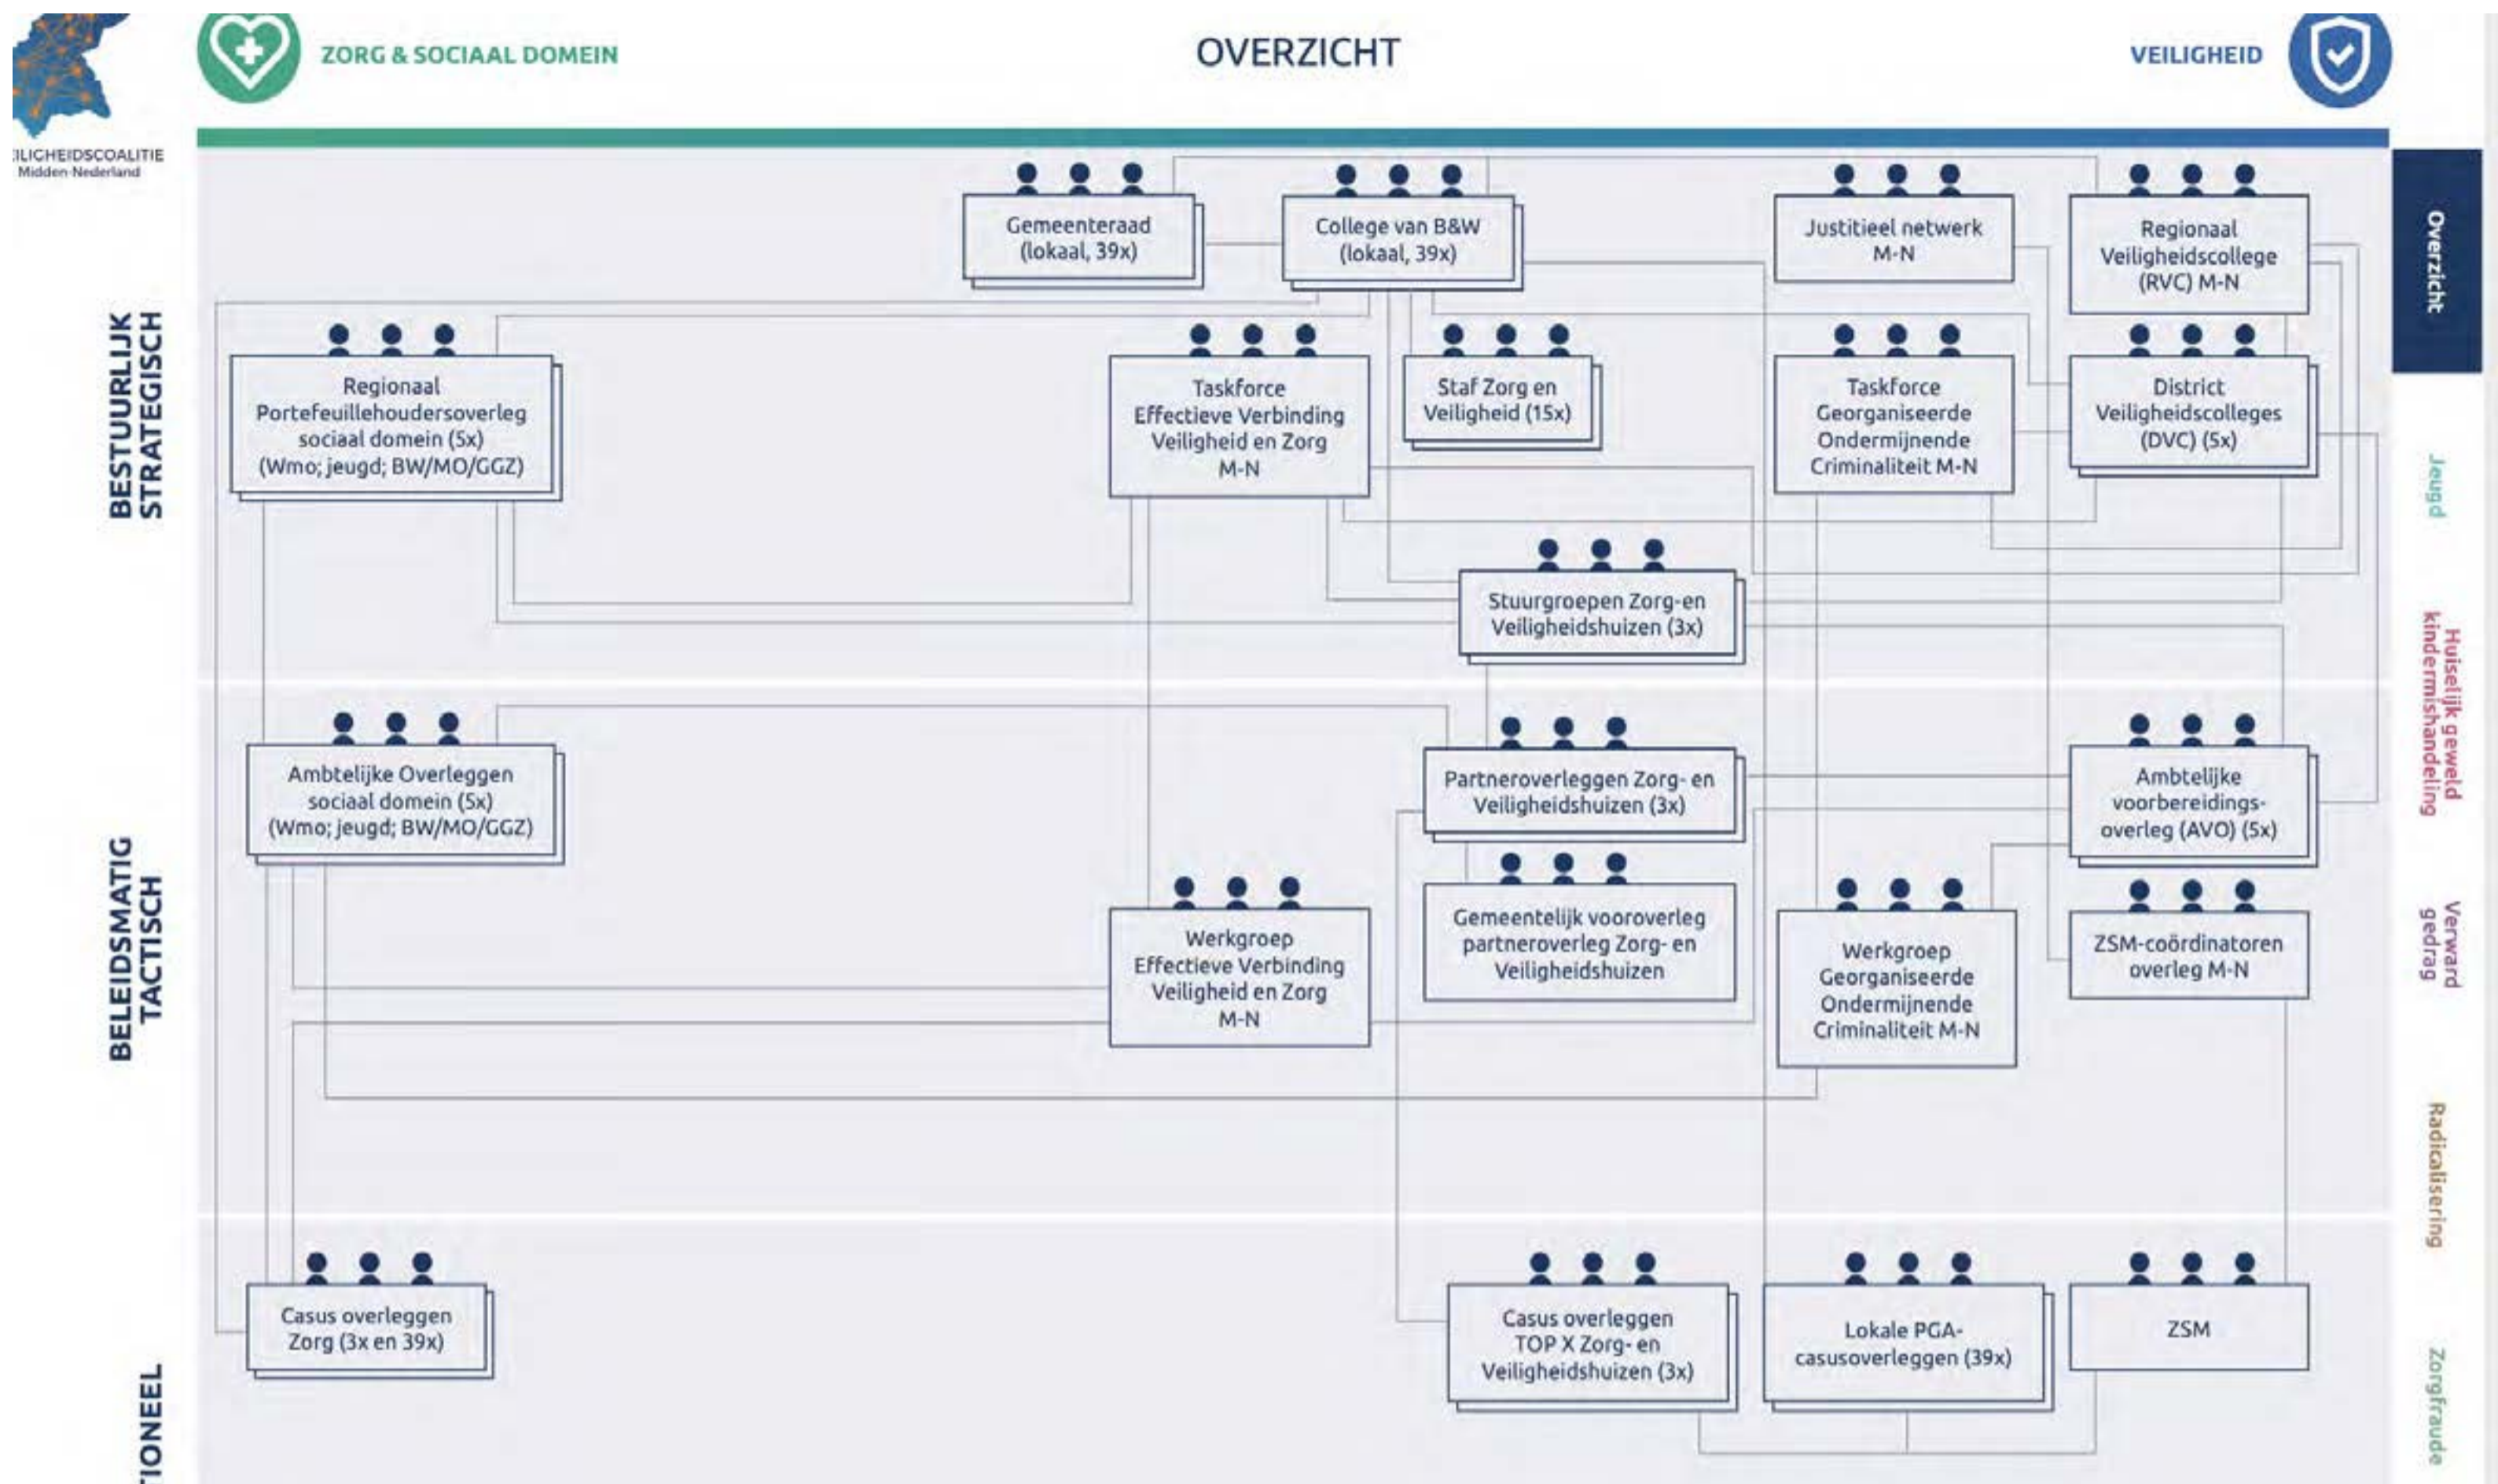 ZORG & SOCIAAL DOMEIN
OVERZICHT
VEILIGHEID
ILIGHEIDSCOALITIE
Midden-Nederland
BESTUURLIJK
STRATEGISCH
Gemeenteraad
(lokaal, 39x)
College van B&W
(lokaal, 39x)
Justitieel netwerk
M-N
Regionaal
Veiligheidscollege
(RVC) M-N
Regionaal
Portefeuillehoudersoverleg
sociaal domein (5x)
(Wmo; jeugd; BW/MO/GGZ)
Taskforce
Effectieve Verbinding
Veiligheid en Zorg
M-N
Staf Zorg en
Veiligheid (15x)
Taskforce
Georganiseerde
Ondermijnende
Criminaliteit M-N
District
Veiligheidscolleges
(DVC) (5x)
Stuurgroepen Zorg-en
Veiligheidshuizen (3x)
BELEIDSMATIG
TACTISCH
Ambtelijke Overleggen
sociaal domein (5x)
(Wmo; jeugd; BW/MO/GGZ)
Partneroverleggen Zorg- en
Veiligheidshuizen (3x)
Ambtelijke
voorbereidings-
overleg (AVO) (5x)
Werkgroep
Effectieve Verbinding
Veiligheid en Zorg
M-N
Gemeentelijk vooroverleg
partneroverleg Zorg- en
Veiligheidshuizen
Werkgroep
Georganiseerde
Ondermijnende
Criminaliteit M-N
ZSM-coördinatoren
overleg M-N
TIONEEL
Casus overleggen
Zorg (3x en 39x)
Casus overleggen
TOP X Zorg- en
Veiligheidshuizen (3x)
Lokale PGA-
casusoverleggen (39x)
ZSM
Overzicht
Jeugd
Huiselijk geweld
kindermishandeling
Verward
gedrag
Radicalisering
Zorgfraude